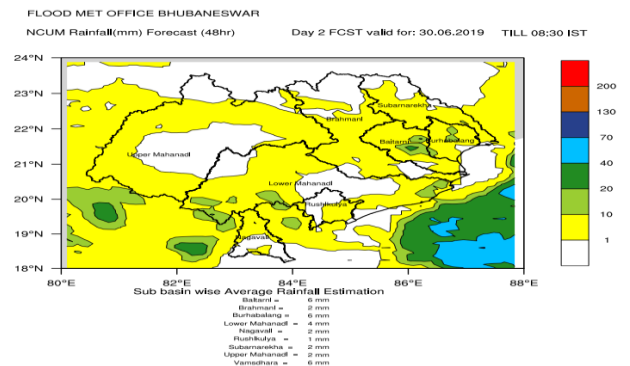 FLOOD MET OFFICE BHUBANESWAR
NCUM Rainfall(mm) Forecast (48hr) Day 2 FCST valid for: 30.06.2019 TILL 08:30 IST
24°N
23°N
22°N
21°N
20°N
19°N
18°N
80°E 82°E 84°E 86°E 88°E
Subarnarekha
Brahmani
Baitarni Burhabalang
Upper Mahanadi
Lower Mahanadi
Rushikulya
Nagavali
200
130
70
40
20
10
1
Sub basin wise Average Rainfall Estimation
Baitarni = 6 mm
Brahmani = 2 mm
Burhabalang = 6 mm
Lower Mahanadi = 4 mm
Nagavali = 2 mm
Rushikulya = 1 mm
Subarnarekha = 2 mm
Upper Mahanadi = 2 mm
Vamsdhara = 6 mm